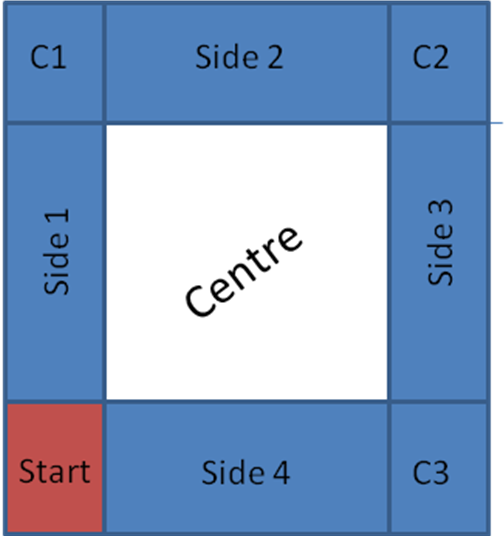 C1
Side 2
C2
Side 1
Centre
Side 3
Start
Side 4
C3